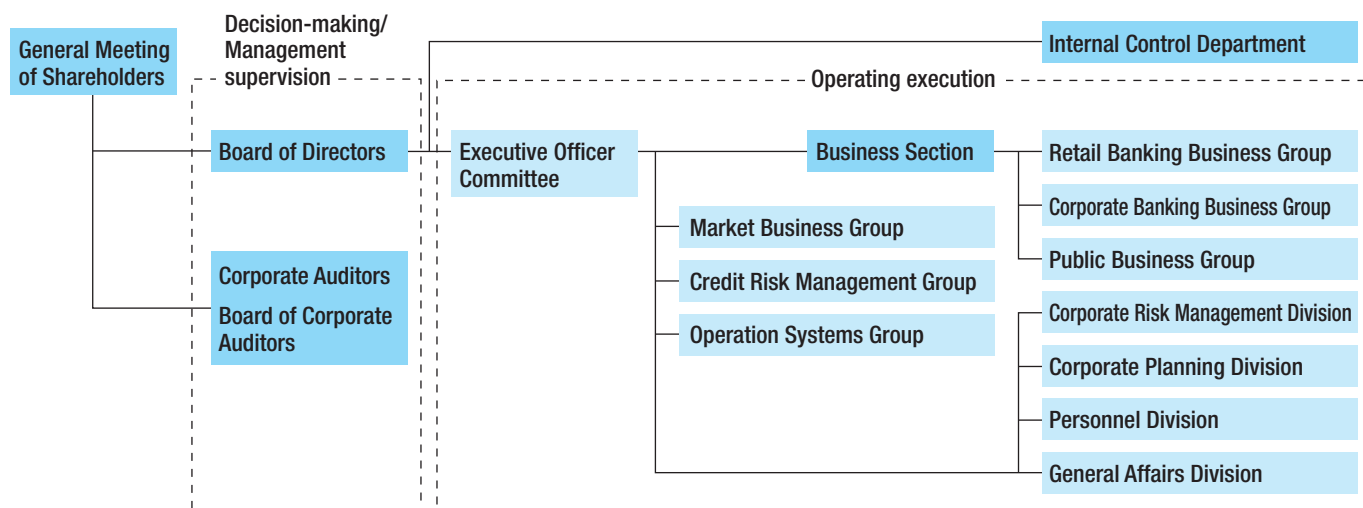 General Meeting
of Shareholders
Decision-making/
Management
supervision
Internal Control Department
Operating execution
Board of Directors
Executive Officer
Committee
Business Section
Retail Banking Business Group
Corporate Banking Business Group
Public Business Group
Market Business Group
Credit Risk Management Group
Operation Systems Group
Corporate Auditors
Board of Corporate
Auditors
Corporate Risk Management Division
Corporate Planning Division
Personnel Division
General Affairs Division